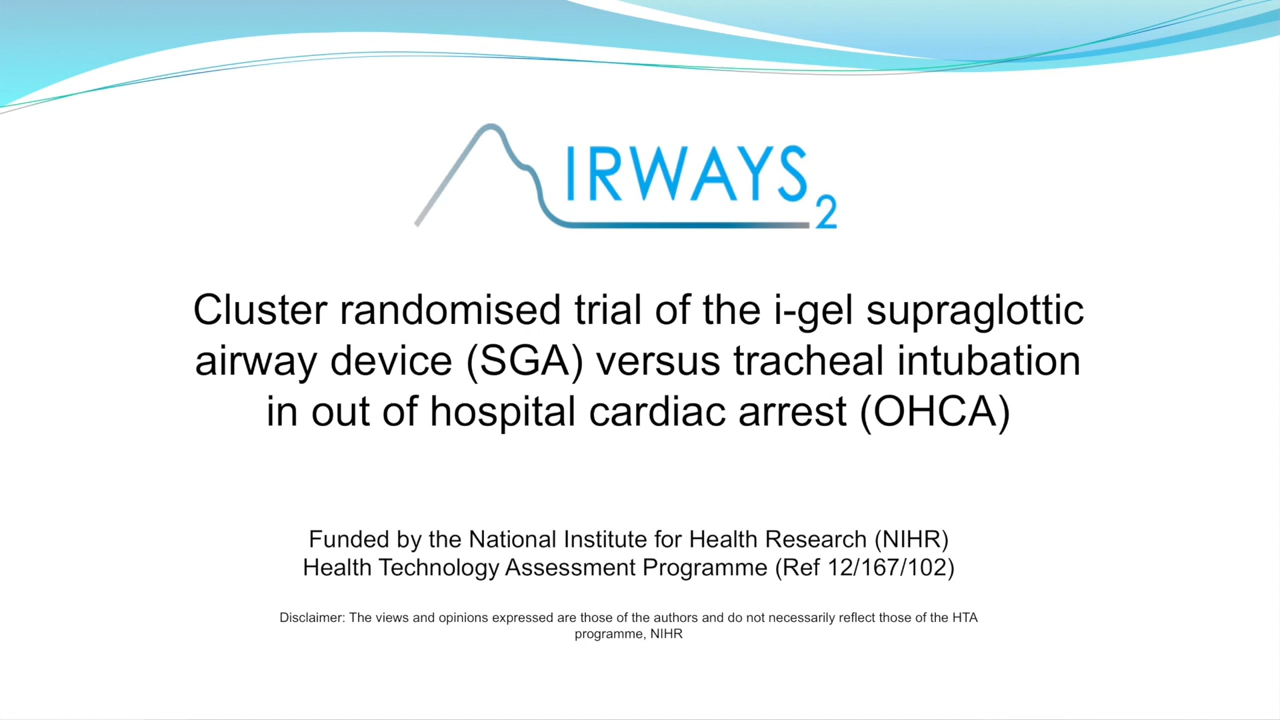 AIRWAYS 2
Cluster randomised trial of the i-gel supraglottic
airway device (SGA) versus tracheal intubation
in out of hospital cardiac arrest (OHCA)
Funded by the National Institute for Health Research (NIHR)
Health Technology Assessment Programme (Ref 12/167/102)
Disclaimer: The views and opinions expressed are those of the authors and do not necessarily reflect those of the HTA
programme, NIHR